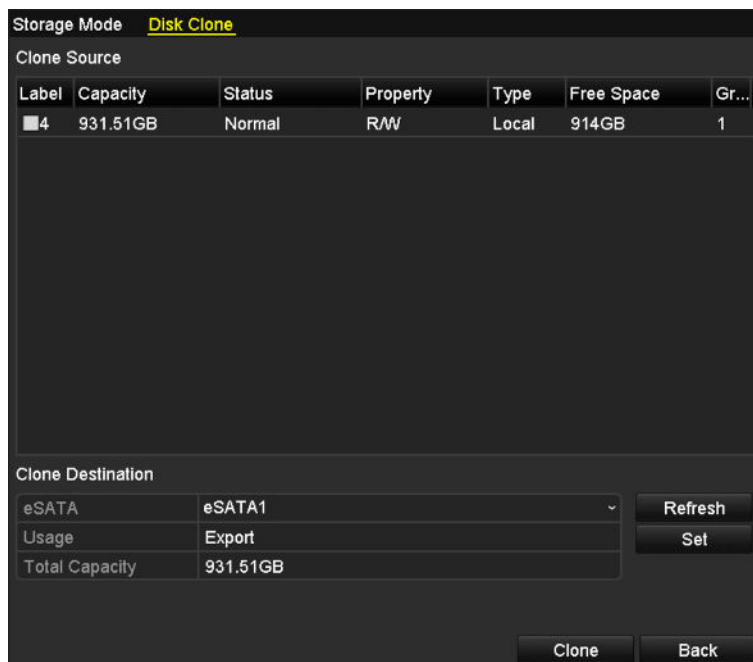 Storage Mode Disk Clone
Clone Source
Label Capacity Status Property Type Free Space Gr...
4 931.51GB Normal R/W Local 914GB 1
Clone Destination
eSATA eSATA1 Refresh
Usage Export Set
Total Capacity 931.51GB
Clone Back